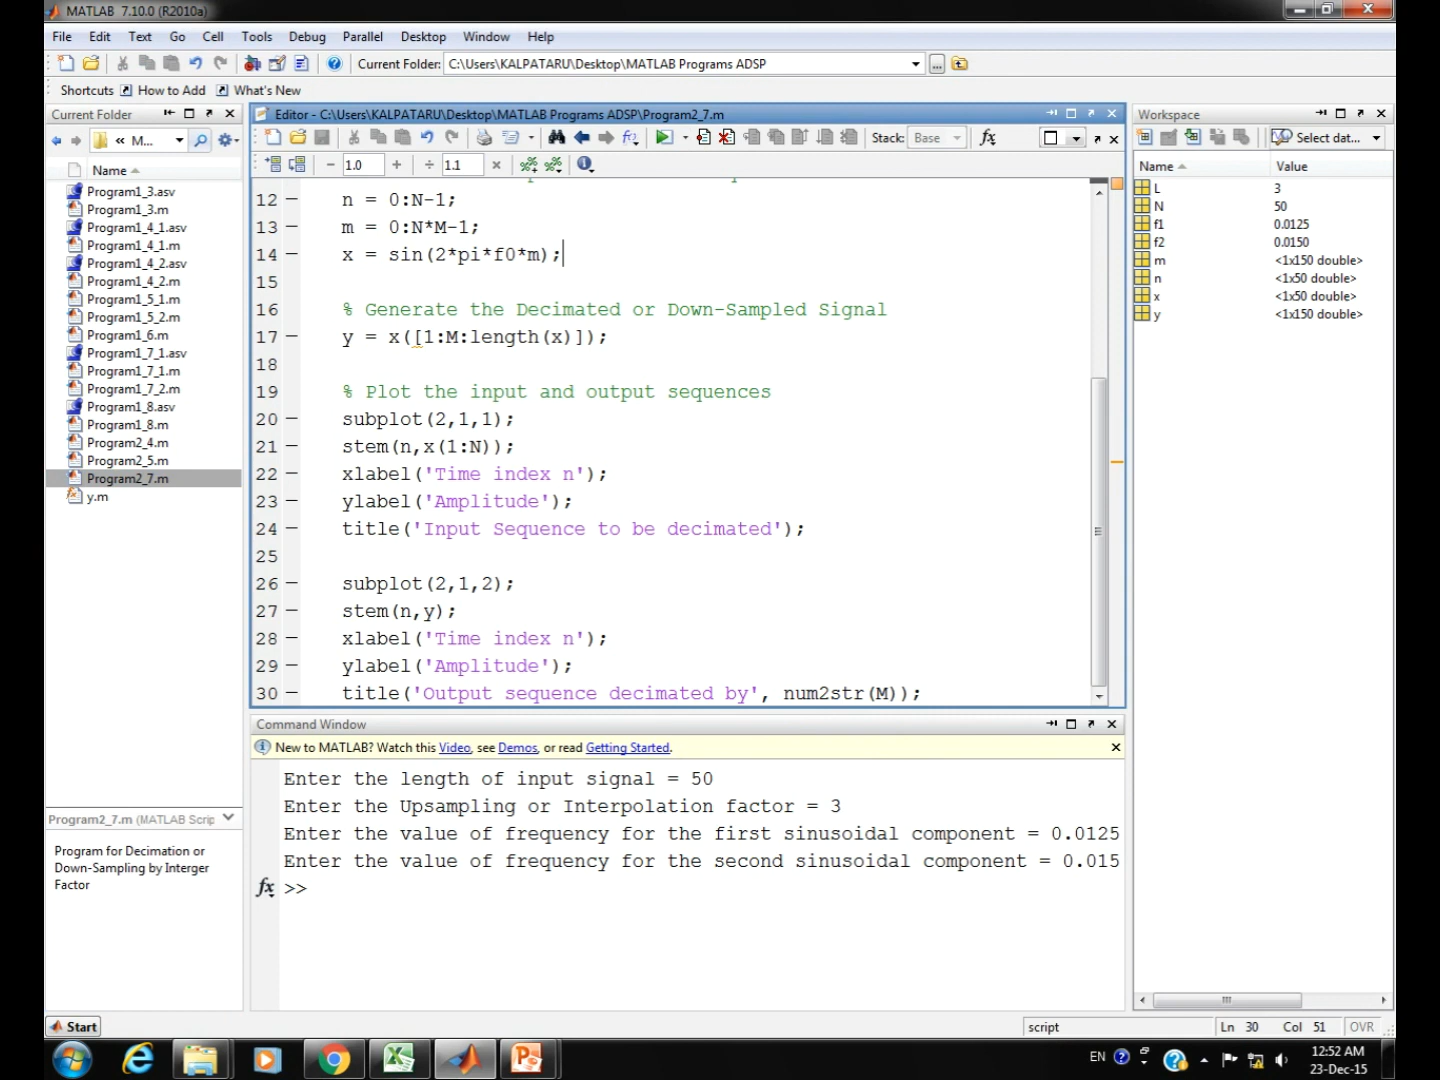 MATLAB 7.10.0 (R2010a)
File Edit Text Go Cell Tools Debug Parallel Desktop Window Help
Current Folder: C:\Users\KALPATARU\Desktop\MATLAB Programs ADSP
Shortcuts How to Add What's New
Current Folder
« M...
Name
Program1_3.asv
Program1_3.m
Program1_4_1.asv
Program1_4_1.m
Program1_4_2.asv
Program1_4_2.m
Program1_5_1.m
Program1_5_2.m
Program1_6.m
Program1_7_1.asv
Program1_7_1.m
Program1_7_2.m
Program1_8.asv
Program1_8.m
Program2_4.m
Program2_5.m
Program2_7.m
y.m
Program2_7.m (MATLAB Scrip
Program for Decimation or
Down-Sampling by Interger
Factor
Editor - C:\Users\KALPATARU\Desktop\MATLAB Programs ADSP\Program2_7.m
Stack: Base fx
− 1.0 + ÷ 1.1 ×
12 − n = 0:N-1;
13 − m = 0:N*M-1;
14 − x = sin(2*pi*f0*m);
15
16 % Generate the Decimated or Down-Sampled Signal
17 − y = x([1:M:length(x)]);
18
19 % Plot the input and output sequences
20 − subplot(2,1,1);
21 − stem(n,x(1:N));
22 − xlabel('Time index n');
23 − ylabel('Amplitude');
24 − title('Input Sequence to be decimated');
25
26 − subplot(2,1,2);
27 − stem(n,y);
28 − xlabel('Time index n');
29 − ylabel('Amplitude');
30 − title('Output sequence decimated by', num2str(M));
Command Window
New to MATLAB? Watch this Video, see Demos, or read Getting Started.
Enter the length of input signal = 50
Enter the Upsampling or Interpolation factor = 3
Enter the value of frequency for the first sinusoidal component = 0.0125
Enter the value of frequency for the second sinusoidal component = 0.015
fx >>
Workspace
Select dat...
Name Value
L 3
N 50
f1 0.0125
f2 0.0150
m <1x150 double>
n <1x50 double>
x <1x50 double>
y <1x150 double>
Start
script Ln 30 Col 51 OVR
EN 12:52 AM
23-Dec-15